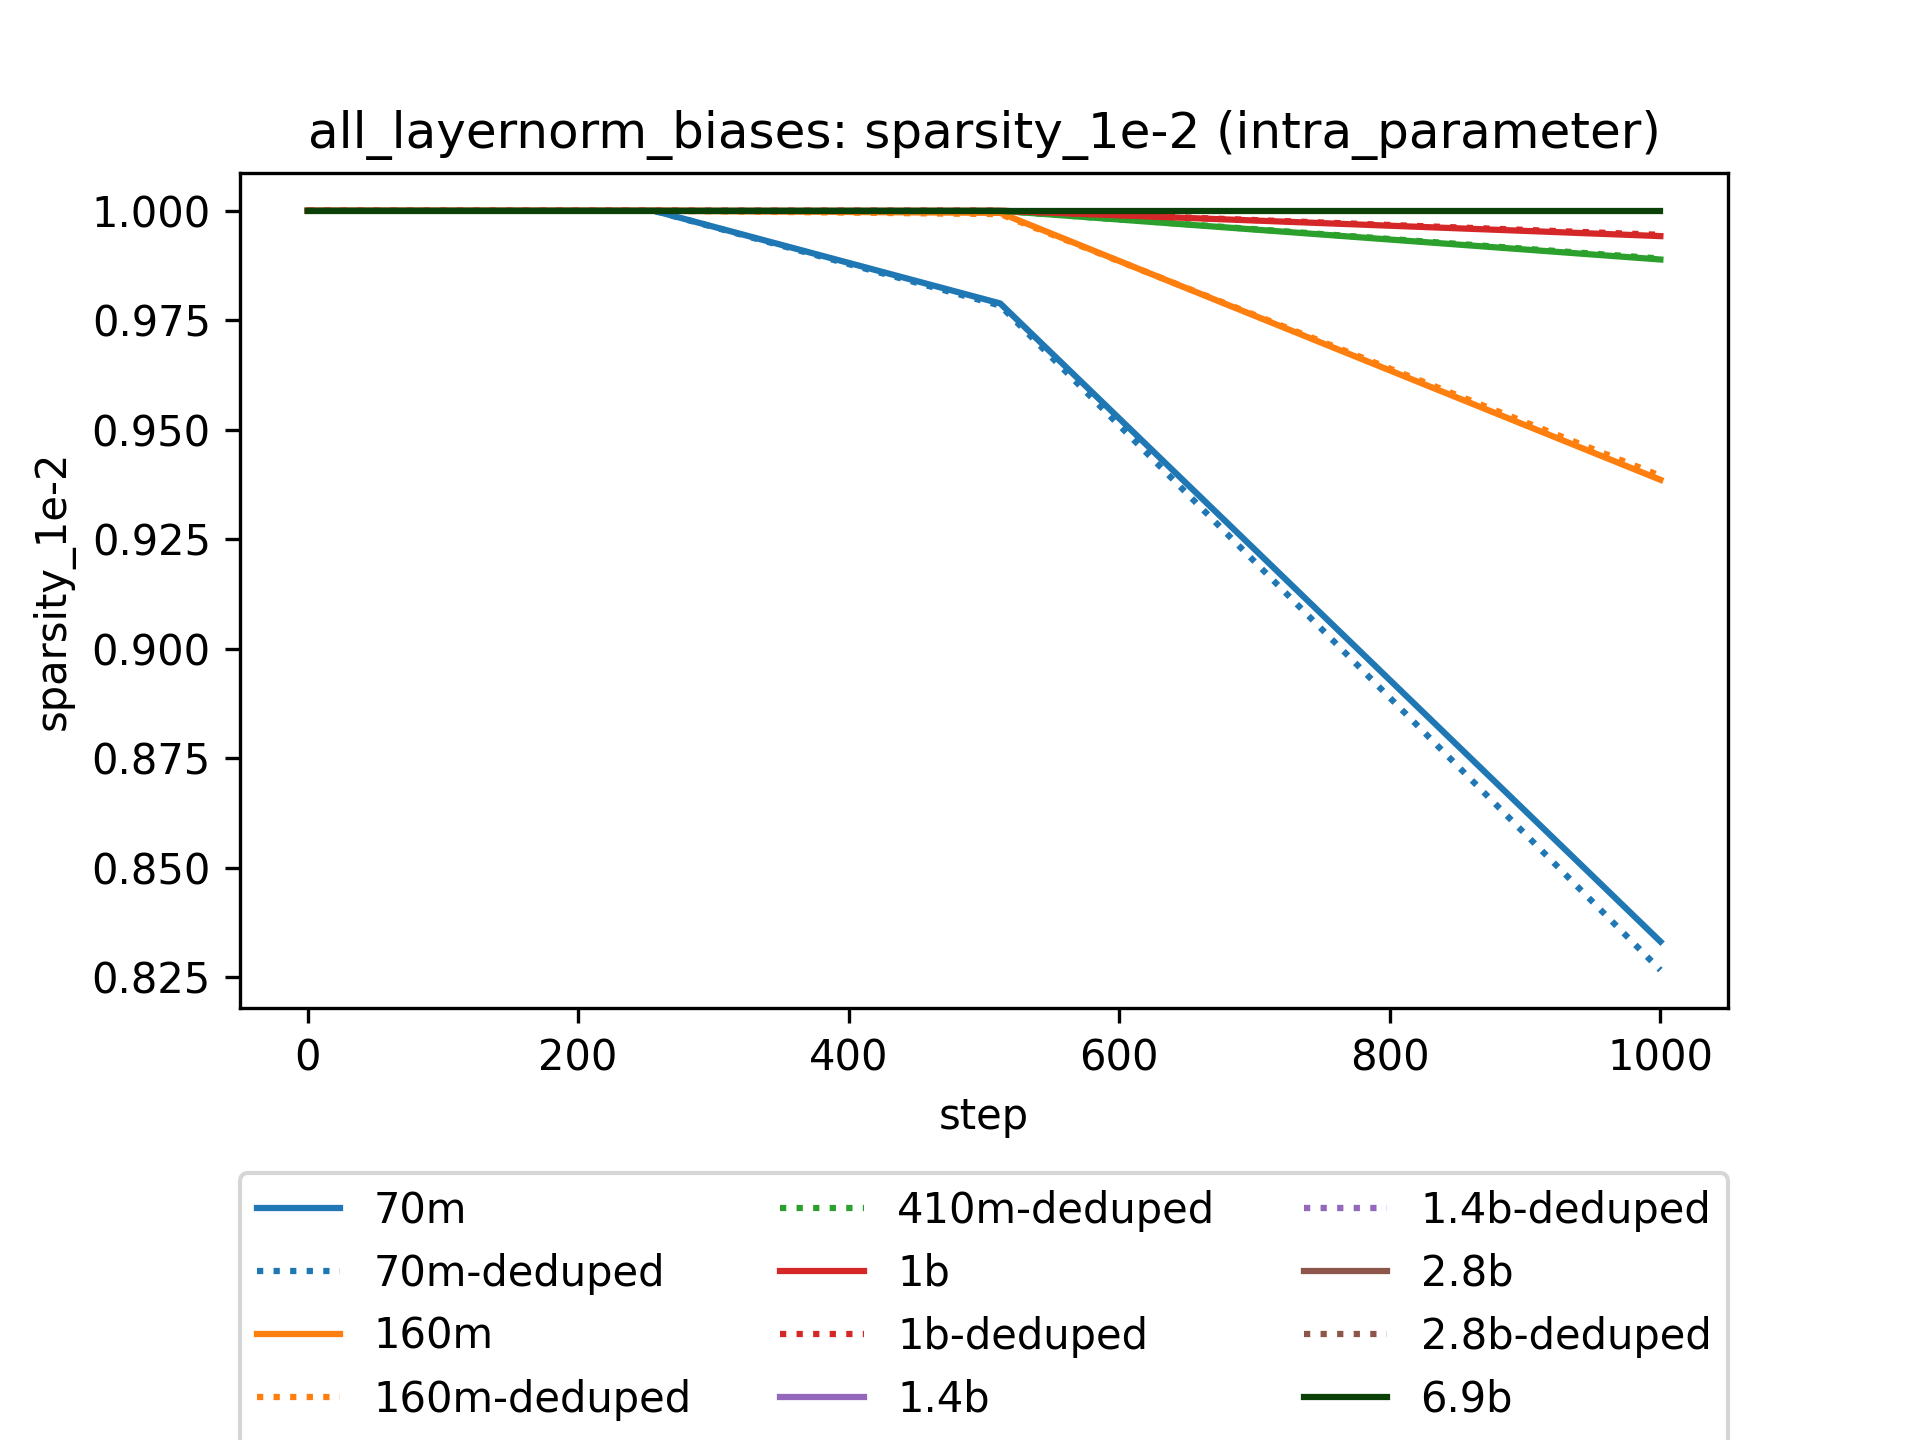 all_layernorm_biases: sparsity_1e-2 (intra_parameter)
1.000
0.975
0.950
0.925
0.900
0.875
0.850
0.825
sparsity_1e-2
0 200 400 600 800 1000
step
70m 410m-deduped 1.4b-deduped
70m-deduped 1b 2.8b
160m 1b-deduped 2.8b-deduped
160m-deduped 1.4b 6.9b